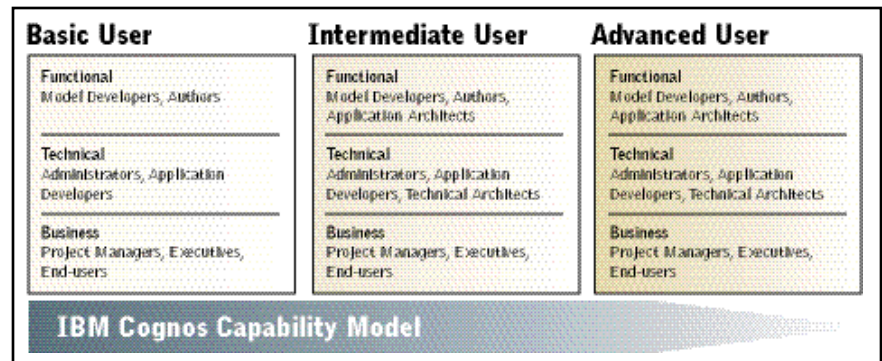 Basic User
Functional
Model Developers, Authors
Technical
Administrators, Application
Developers
Business
Project Managers, Executives,
End-users
Intermediate User
Functional
Model Developers, Authors,
Application Architects
Technical
Administrators, Application
Developers, Technical Architects
Business
Project Managers, Executives,
End-users
Advanced User
Functional
Model Developers, Authors,
Application Architects
Technical
Administrators, Application
Developers, Technical Architects
Business
Project Managers, Executives,
End-users
IBM Cognos Capability Model